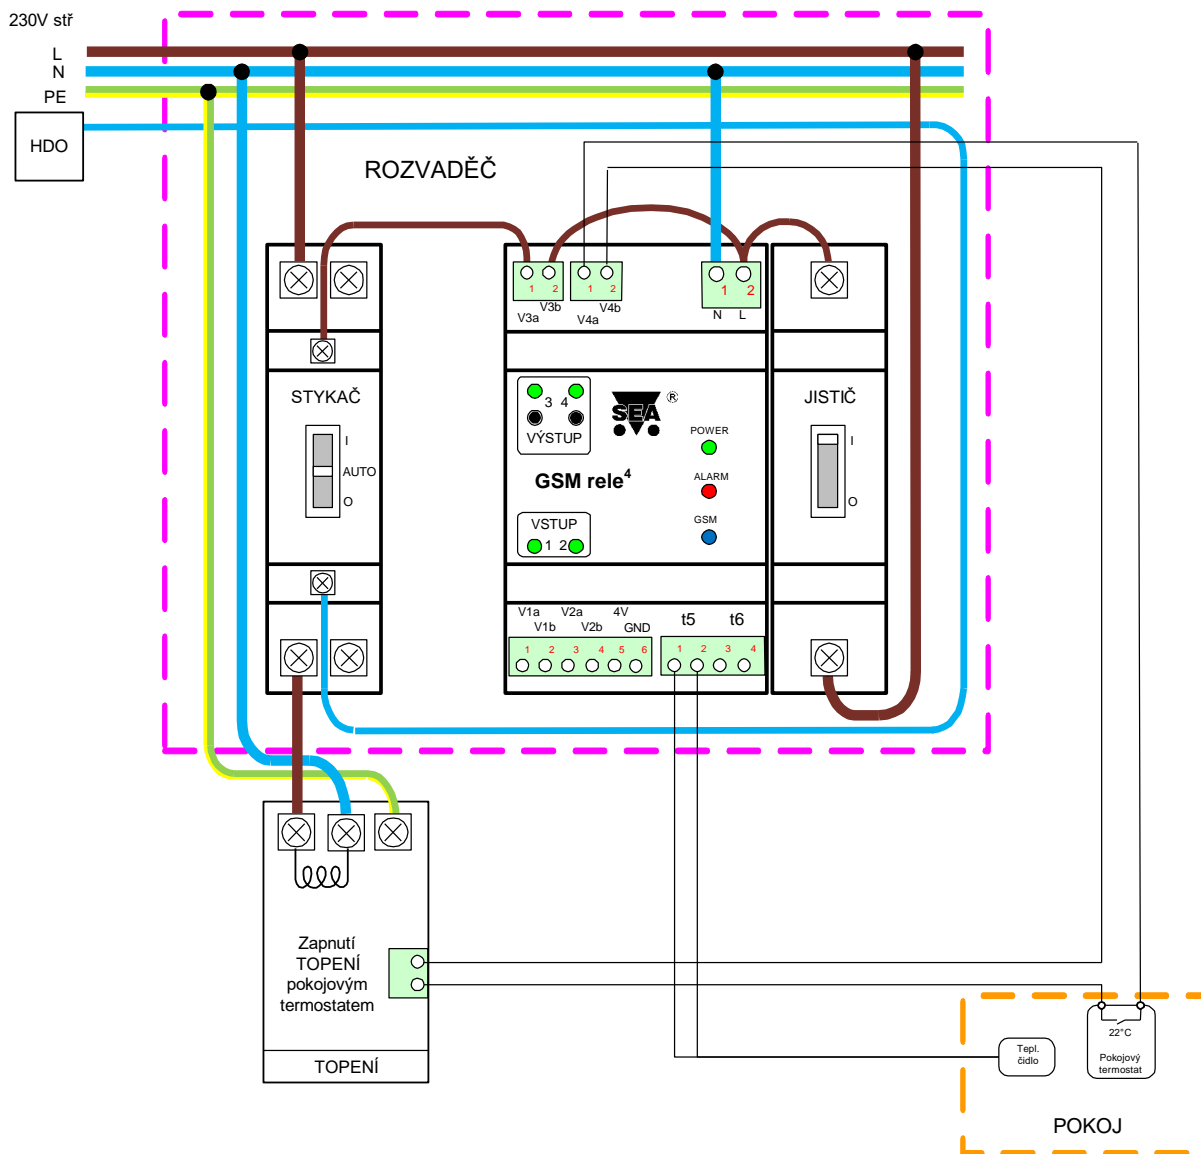 230V stř
L
N
PE
HDO
ROZVADĚČ
1 2
V3a V3b
1 2
V4a V4b
1 2
N L
STYKAČ
I
AUTO
O
3 4
VÝSTUP
SEA ®
POWER
GSM rele4
ALARM
GSM
VSTUP
1 2
JISTIČ
I
O
V1a V2a 4V
V1b V2b GND
1 2 3 4 5 6
t5 t6
1 2 3 4
Zapnutí
TOPENÍ
pokojovým
termostatem
TOPENÍ
22°C
Pokojový
termostat
Tepl.
čidlo
POKOJ